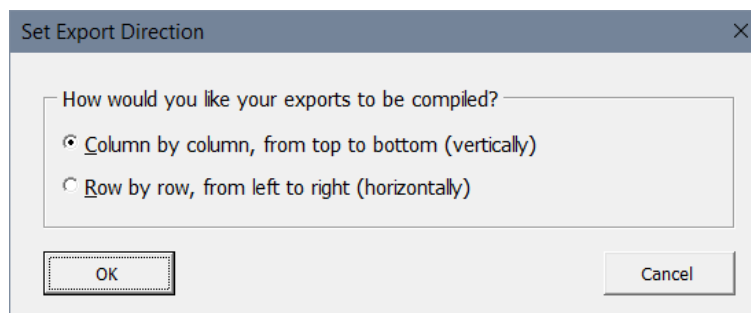 Set Export Direction
How would you like your exports to be compiled?
Column by column, from top to bottom (vertically)
Row by row, from left to right (horizontally)
OK Cancel